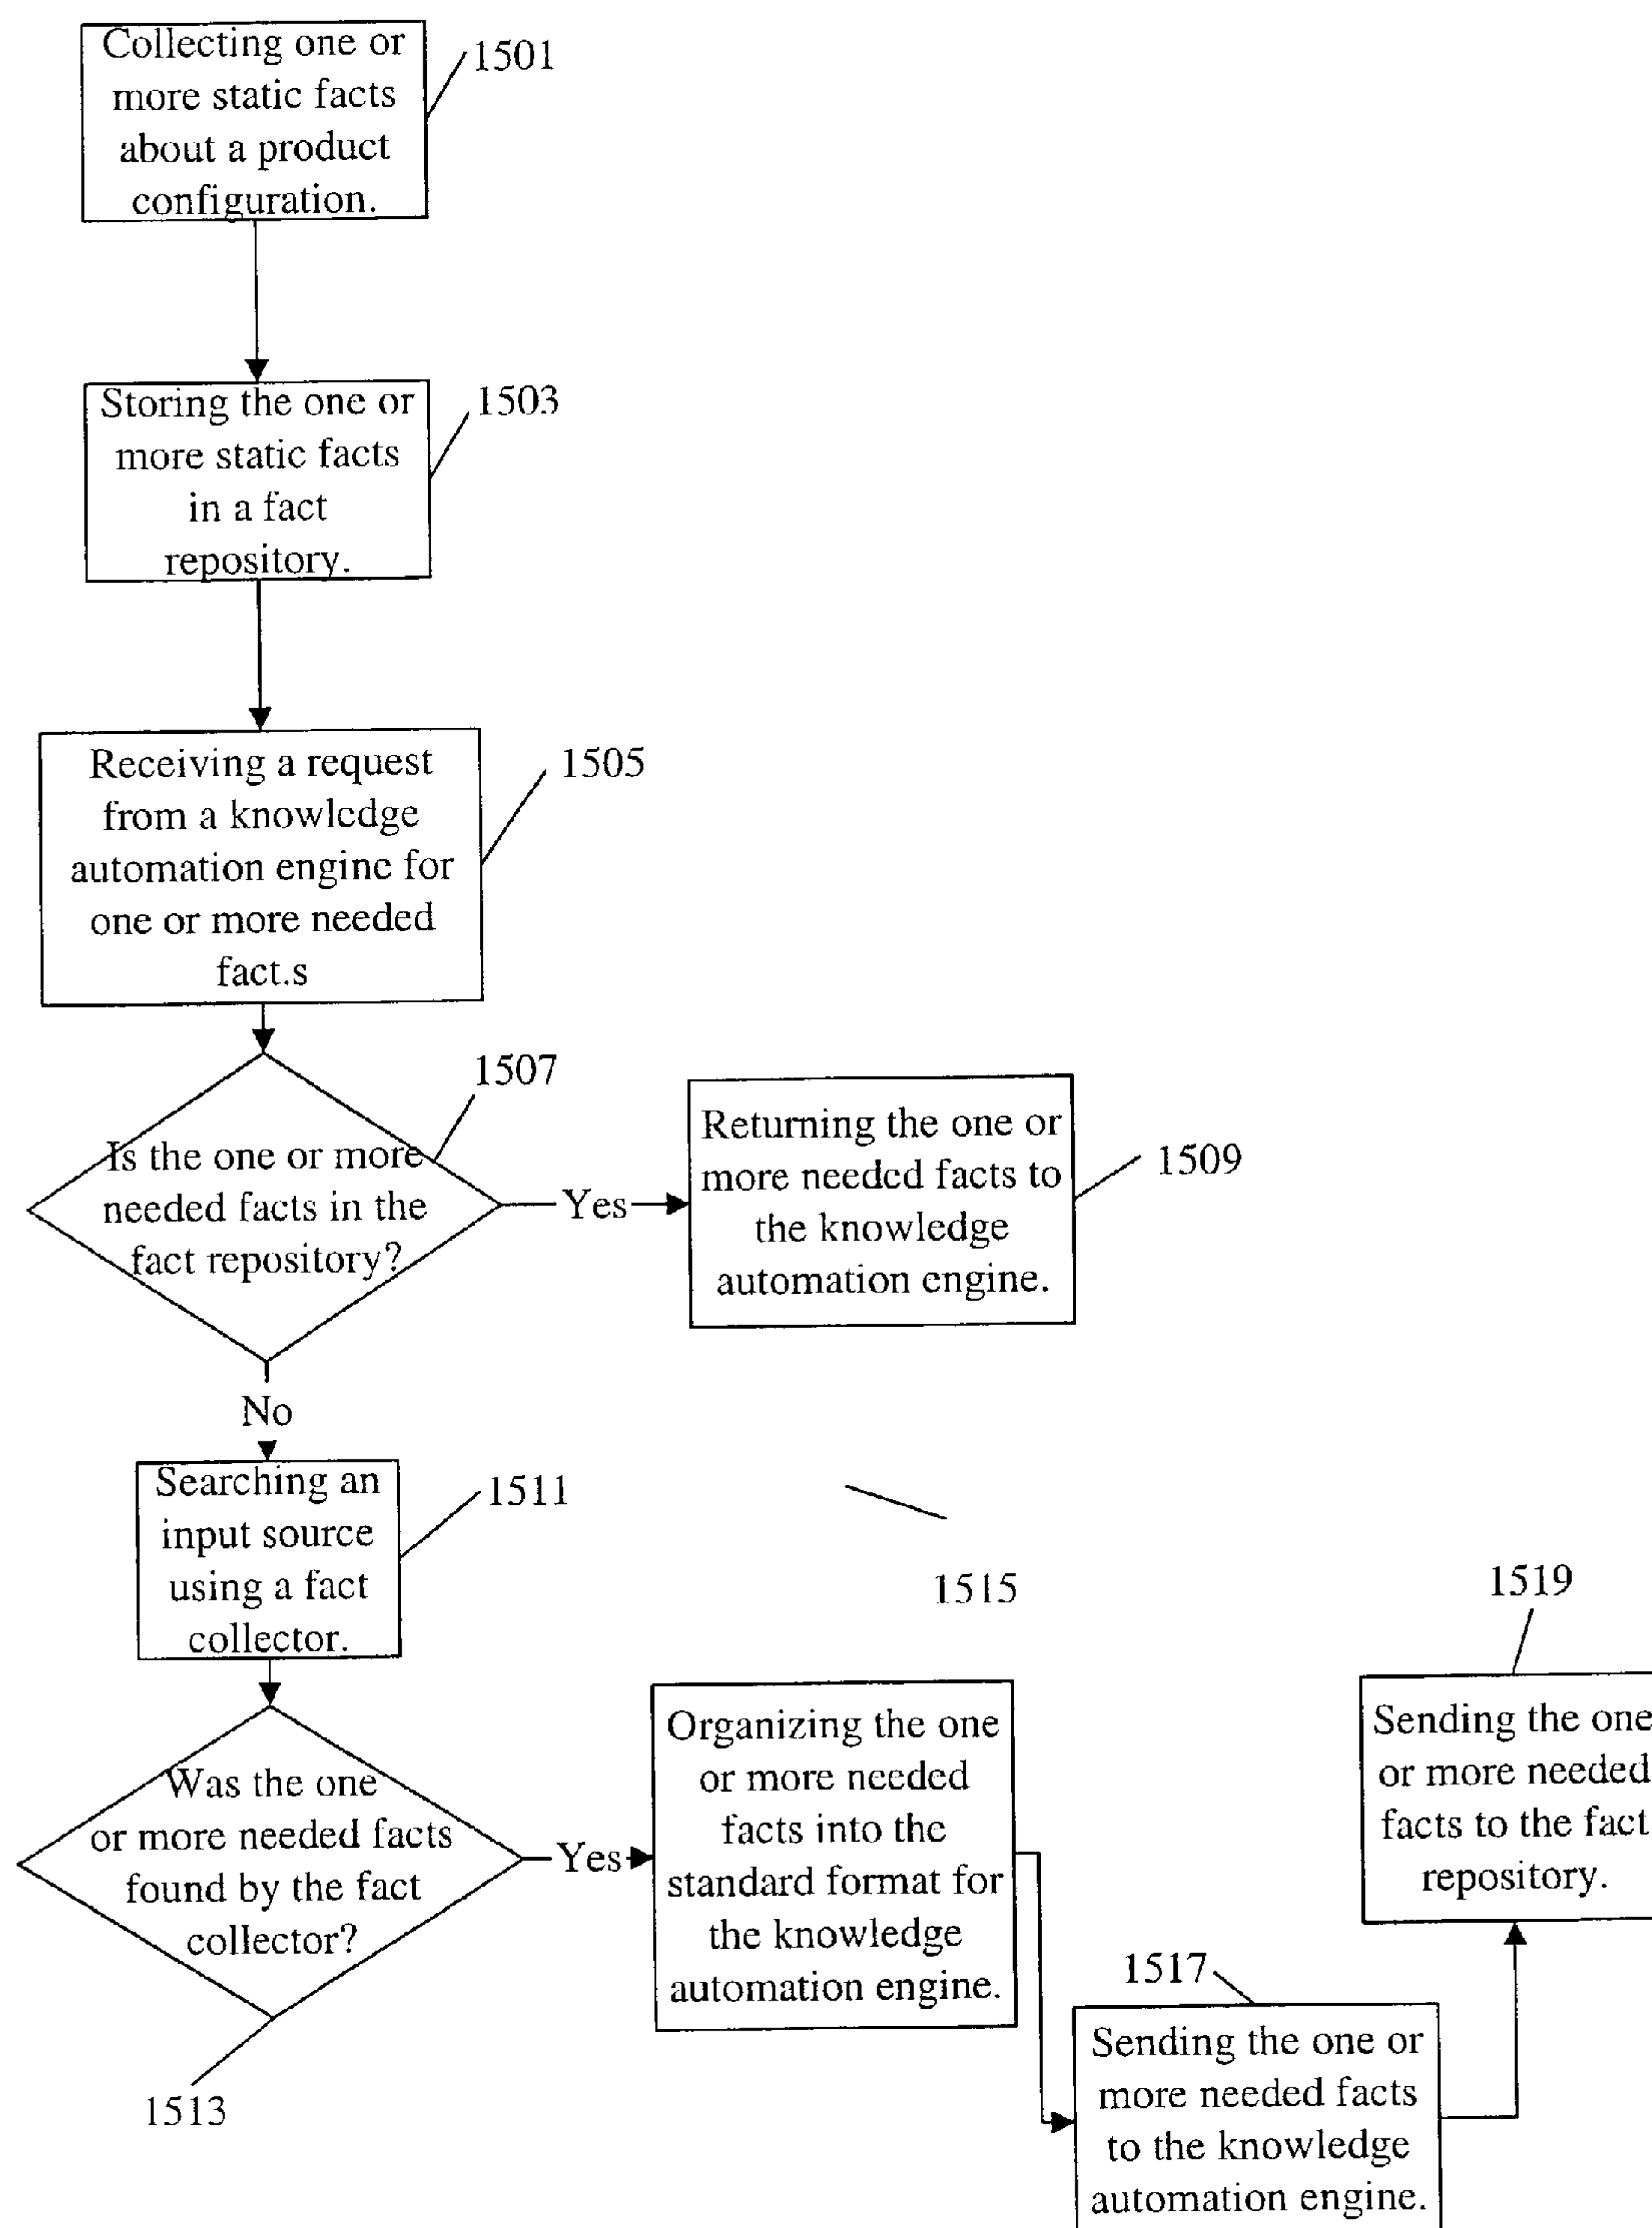 Collecting one or
more static facts
about a product
configuration.
1501
Storing the one or
more static facts
in a fact
repository.
1503
Receiving a request
from a knowledge
automation engine for
one or more needed
fact.s
1505
1507
Is the one or more
needed facts in the
fact repository?
Yes
Returning the one or
more needed facts to
the knowledge
automation engine.
1509
No
Searching an
input source
using a fact
collector.
1511
Was the one
or more needed facts
found by the fact
collector?
1513
Yes
1515
Organizing the one
or more needed
facts into the
standard format for
the knowledge
automation engine.
1517
Sending the one or
more needed facts
to the knowledge
automation engine.
1519
Sending the one
or more needed
facts to the fact
repository.